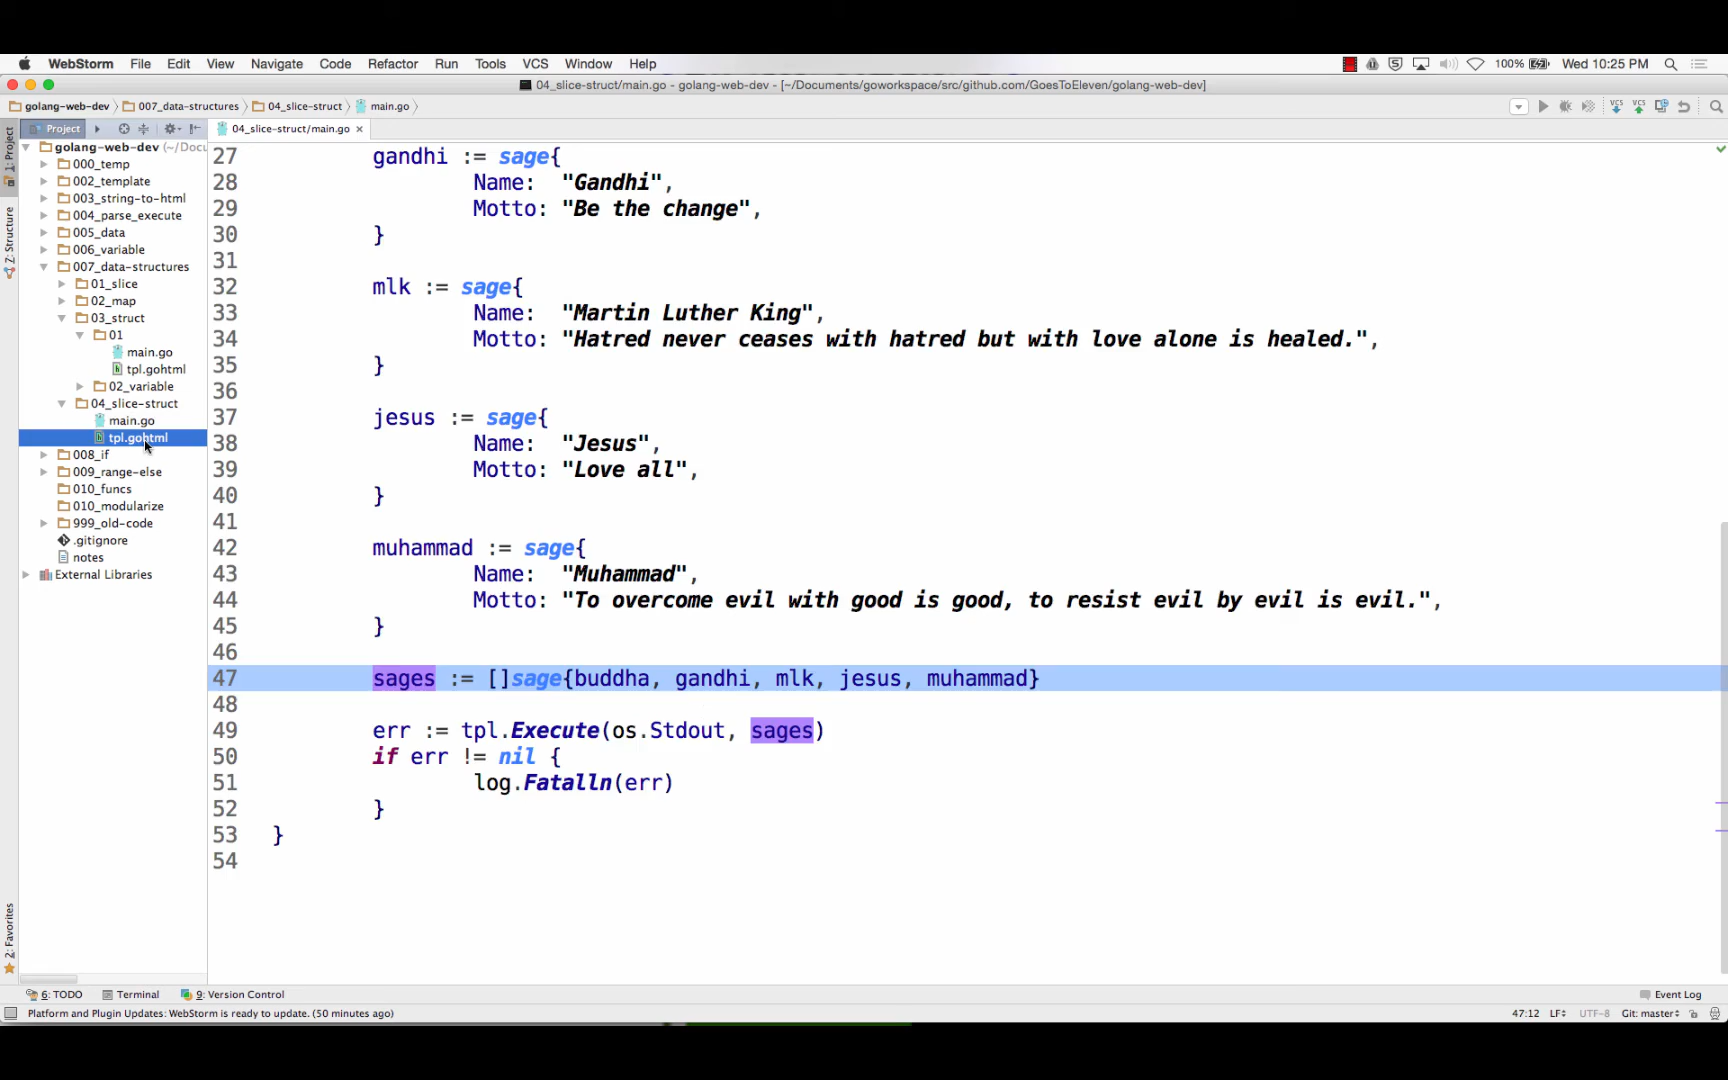 WebStorm File Edit View Navigate Code Refactor Run Tools VCS Window Help 100% Wed 10:25 PM
04_slice-struct/main.go - golang-web-dev - [~/Documents/goworkspace/src/github.com/GoesToEleven/golang-web-dev]
golang-web-dev 007_data-structures 04_slice-struct main.go
Project 04_slice-struct/main.go
1: Project
Z: Structure
2: Favorites
golang-web-dev (~/Docu
000_temp
002_template
003_string-to-html
004_parse_execute
005_data
006_variable
007_data-structures
01_slice
02_map
03_struct
01
main.go
tpl.gohtml
02_variable
04_slice-struct
main.go
tpl.gohtml
008_if
009_range-else
010_funcs
010_modularize
999_old-code
.gitignore
notes
External Libraries
27 gandhi := sage{
28 Name: "Gandhi",
29 Motto: "Be the change",
30 }
31
32 mlk := sage{
33 Name: "Martin Luther King",
34 Motto: "Hatred never ceases with hatred but with love alone is healed.",
35 }
36
37 jesus := sage{
38 Name: "Jesus",
39 Motto: "Love all",
40 }
41
42 muhammad := sage{
43 Name: "Muhammad",
44 Motto: "To overcome evil with good is good, to resist evil by evil is evil.",
45 }
46
47 sages := []sage{buddha, gandhi, mlk, jesus, muhammad}
48
49 err := tpl.Execute(os.Stdout, sages)
50 if err != nil {
51 log.Fatalln(err)
52 }
53 }
54
6: TODO Terminal 9: Version Control Event Log
Platform and Plugin Updates: WebStorm is ready to update. (50 minutes ago) 47:12 LF UTF-8 Git: master